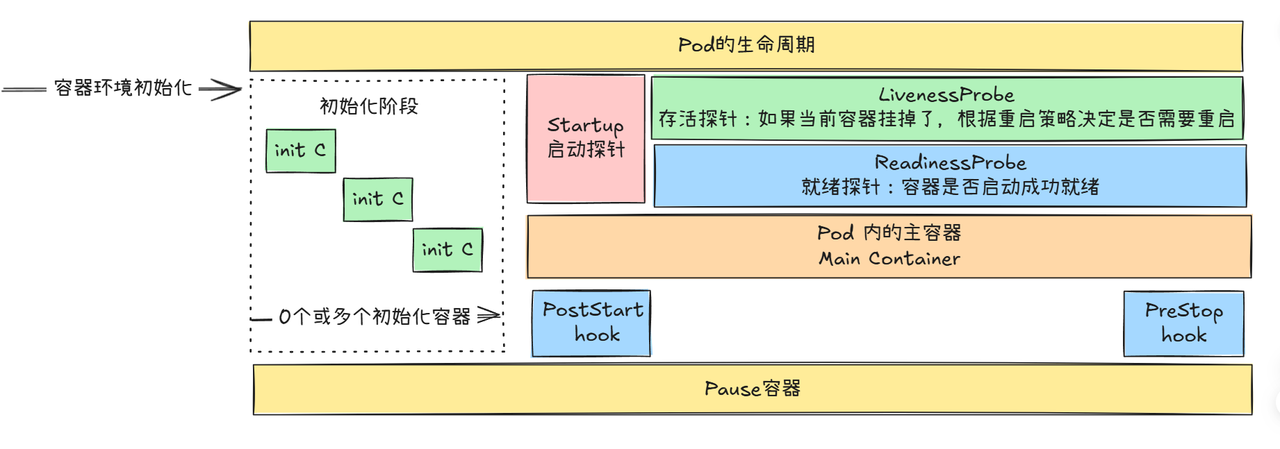 Pod的生命周期
容器环境初始化
初始化阶段
init C
init C
init C
0个或多个初始化容器
Startup
启动探针
LivenessProbe
存活探针：如果当前容器挂掉了，根据重启策略决定是否需要重启
ReadinessProbe
就绪探针：容器是否启动成功就绪
Pod 内的主容器
Main Container
PostStart
hook
PreStop
hook
Pause容器